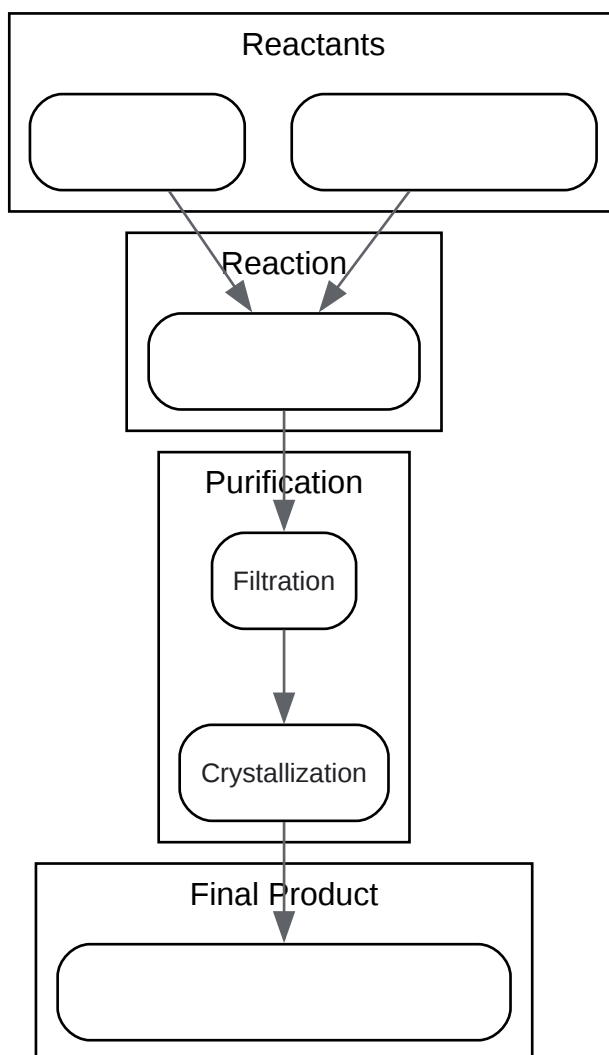 Reactants
Reaction
Purification
Filtration
Crystallization
Final Product